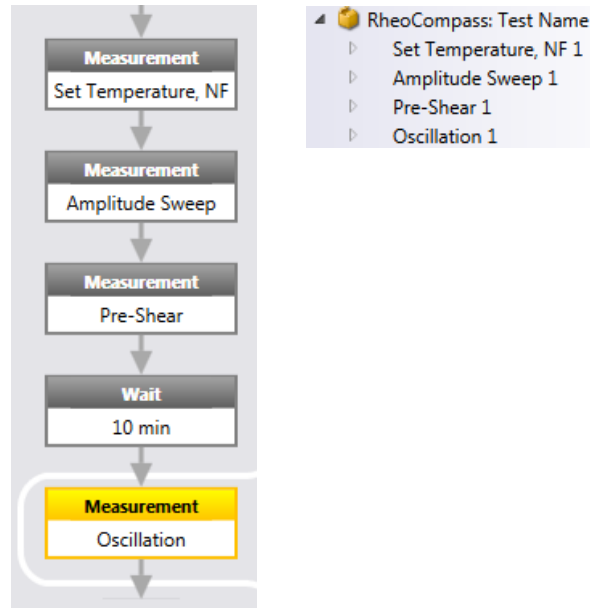 Measurement
Set Temperature, NF
Measurement
Amplitude Sweep
Measurement
Pre-Shear
Wait
10 min
Measurement
Oscillation
RheoCompass: Test Name
Set Temperature, NF 1
Amplitude Sweep 1
Pre-Shear 1
Oscillation 1